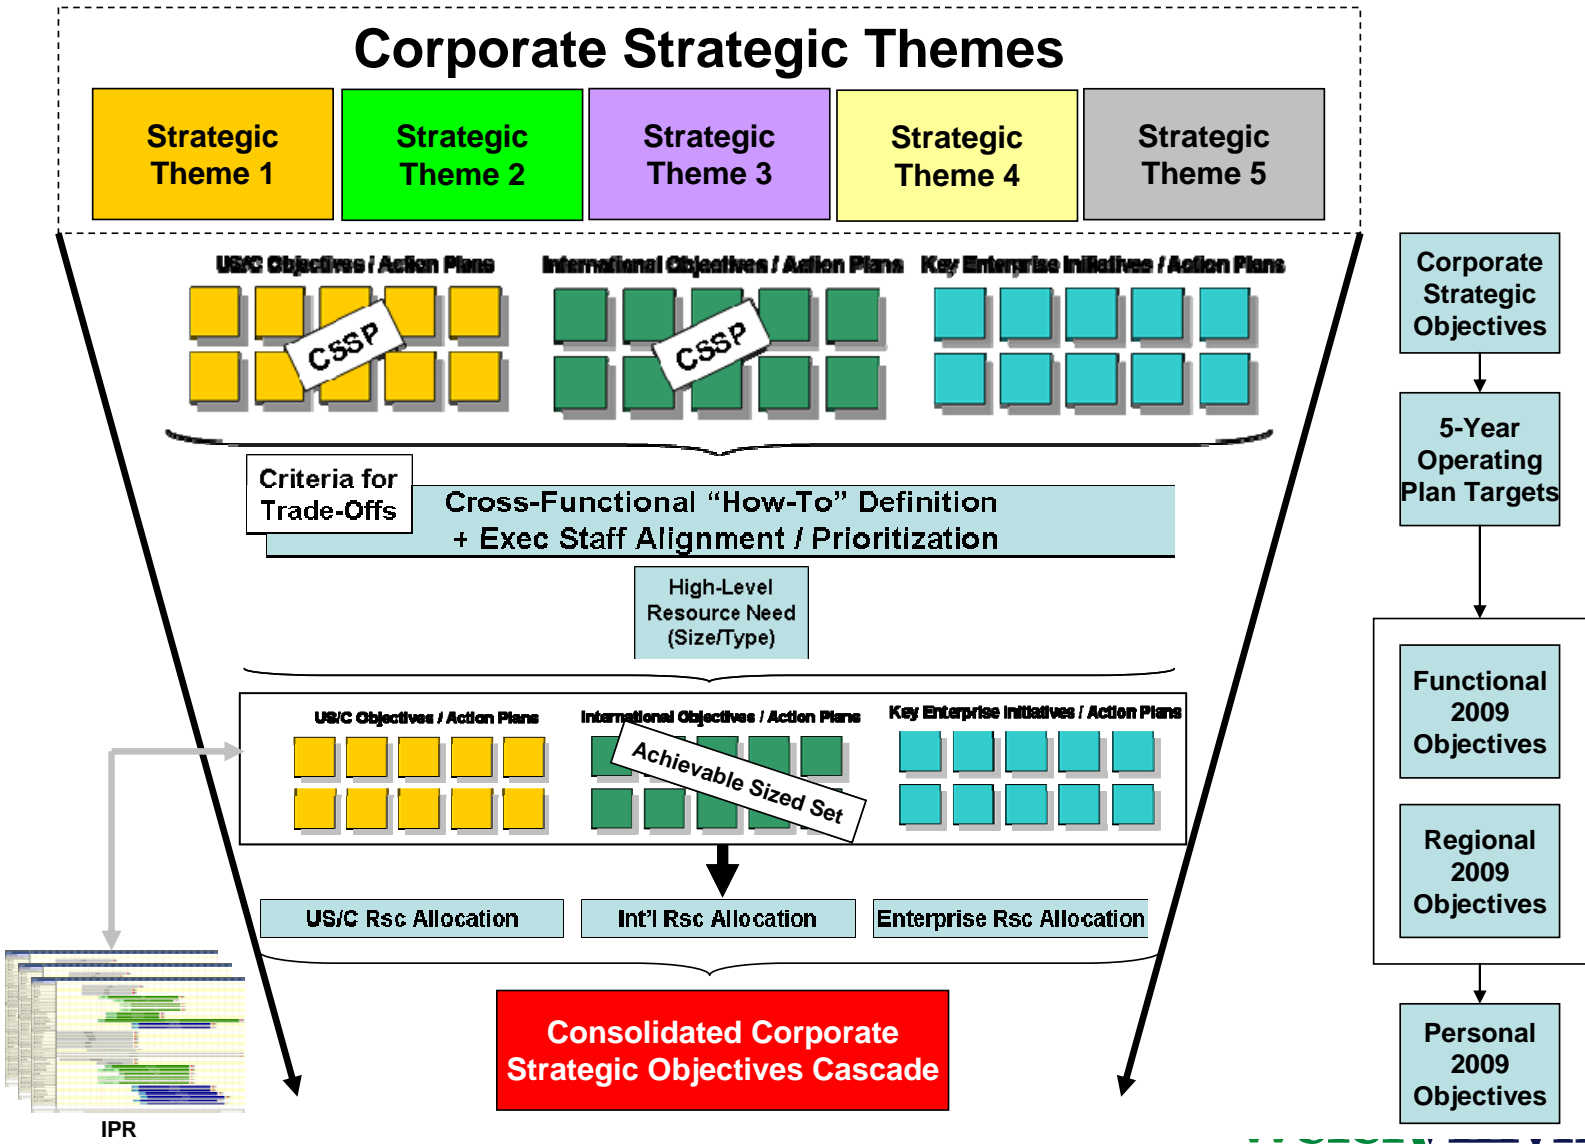 Corporate Strategic Themes
Strategic
Theme 1
Strategic
Theme 2
Strategic
Theme 3
Strategic
Theme 4
Strategic
Theme 5
US/C Objectives / Action Plans
International Objectives / Action Plans
Key Enterprise Initiatives / Action Plans
CSSP
CSSP
Criteria for
Trade-Offs
Cross-Functional “How-To” Definition
+ Exec Staff Alignment / Prioritization
High-Level
Resource Need
(Size/Type)
US/C Objectives / Action Plans
International Objectives / Action Plans
Key Enterprise Initiatives / Action Plans
Achievable Sized Set
US/C Rsc Allocation
Int'l Rsc Allocation
Enterprise Rsc Allocation
Consolidated Corporate
Strategic Objectives Cascade
IPR
Corporate
Strategic
Objectives
5-Year
Operating
Plan Targets
Functional
2009
Objectives
Regional
2009
Objectives
Personal
2009
Objectives